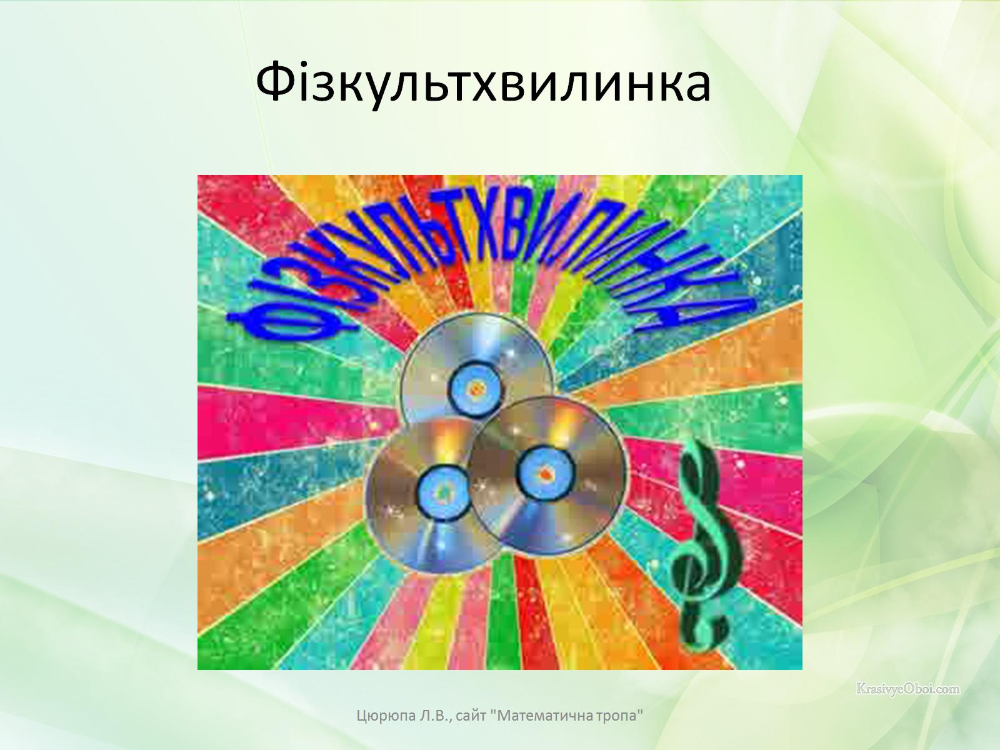 Фізкультхвилинка
ФІЗКУЛЬТХВИЛИНКА
KrasivyeOboi.com
Цюрюпа Л.В., сайт "Математична тропа"